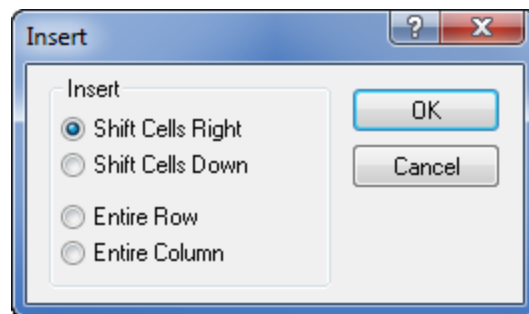 Insert
?
X
Insert
Shift Cells Right
Shift Cells Down
Entire Row
Entire Column
OK
Cancel